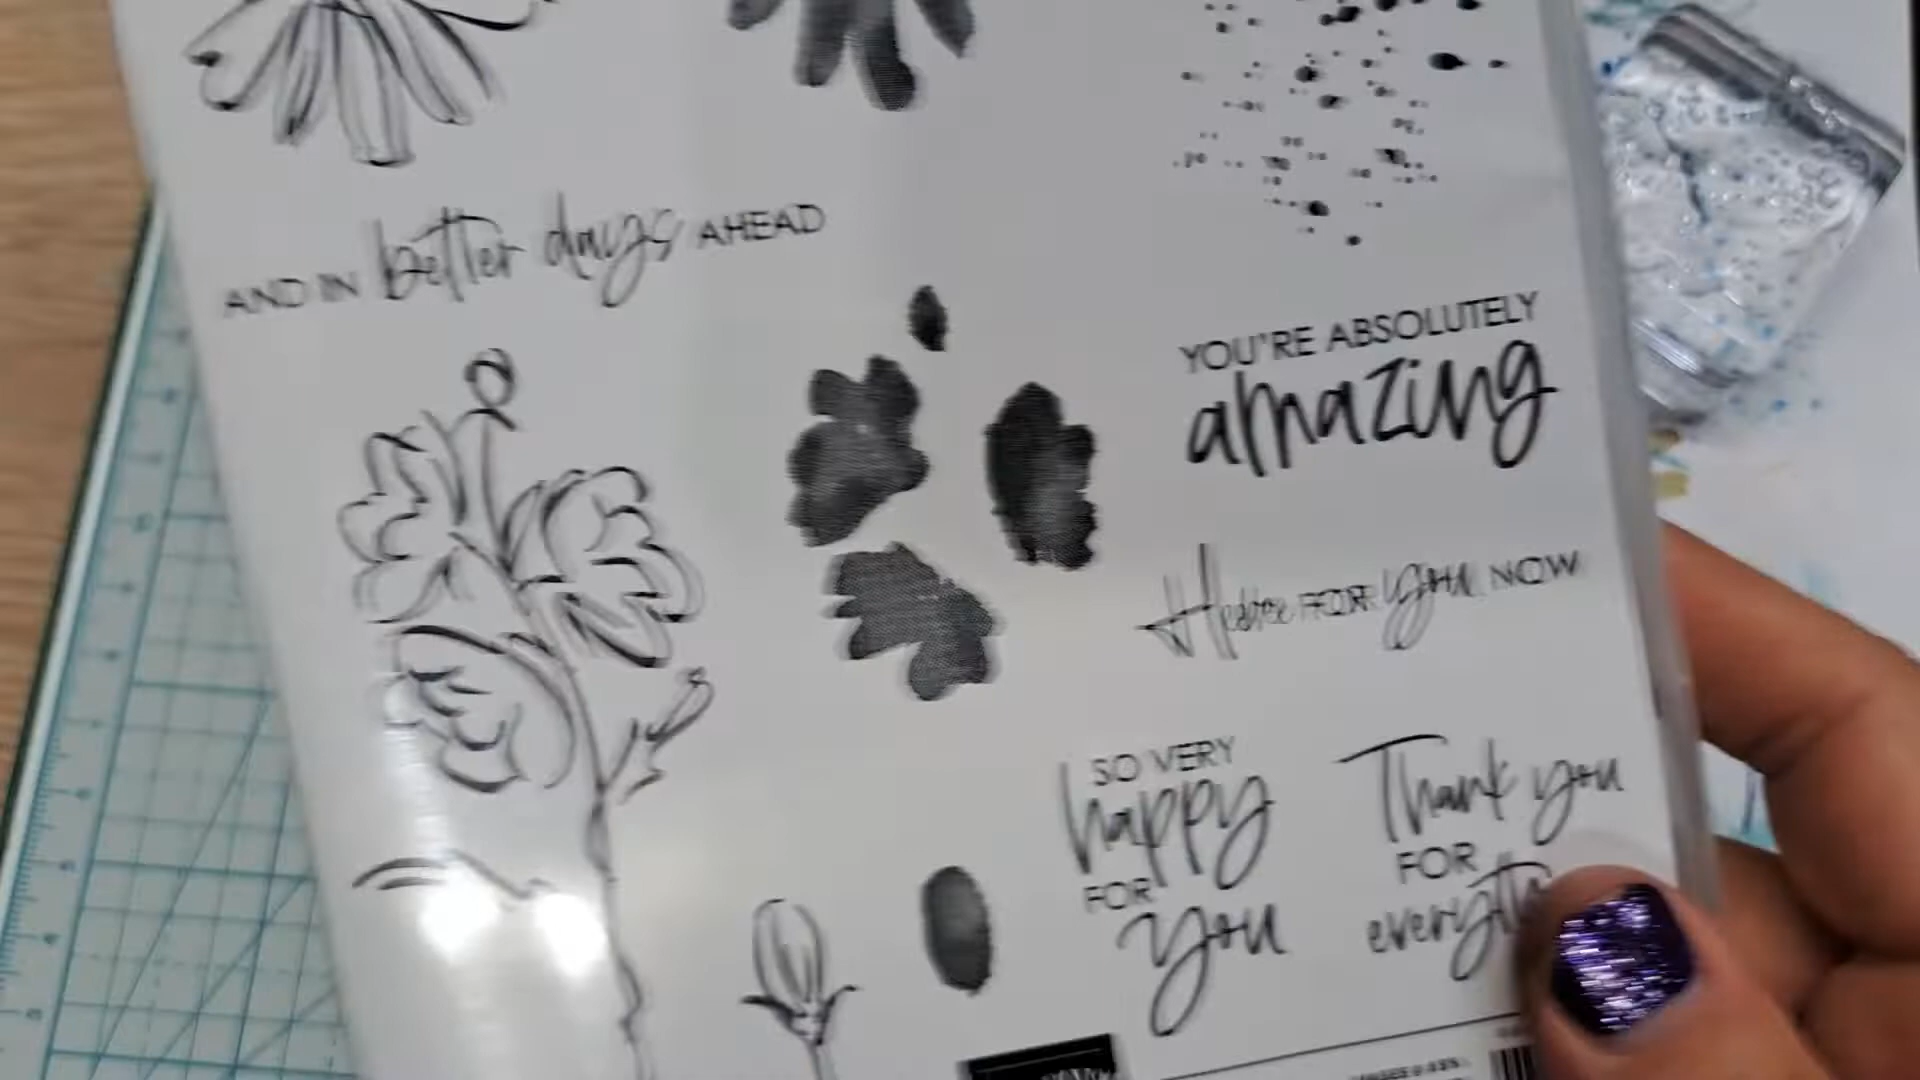 AND IN better days AHEAD
YOU'RE ABSOLUTELY
amazing
FOR you NOW
SO VERY
happy
FOR
you
Thank you
FOR